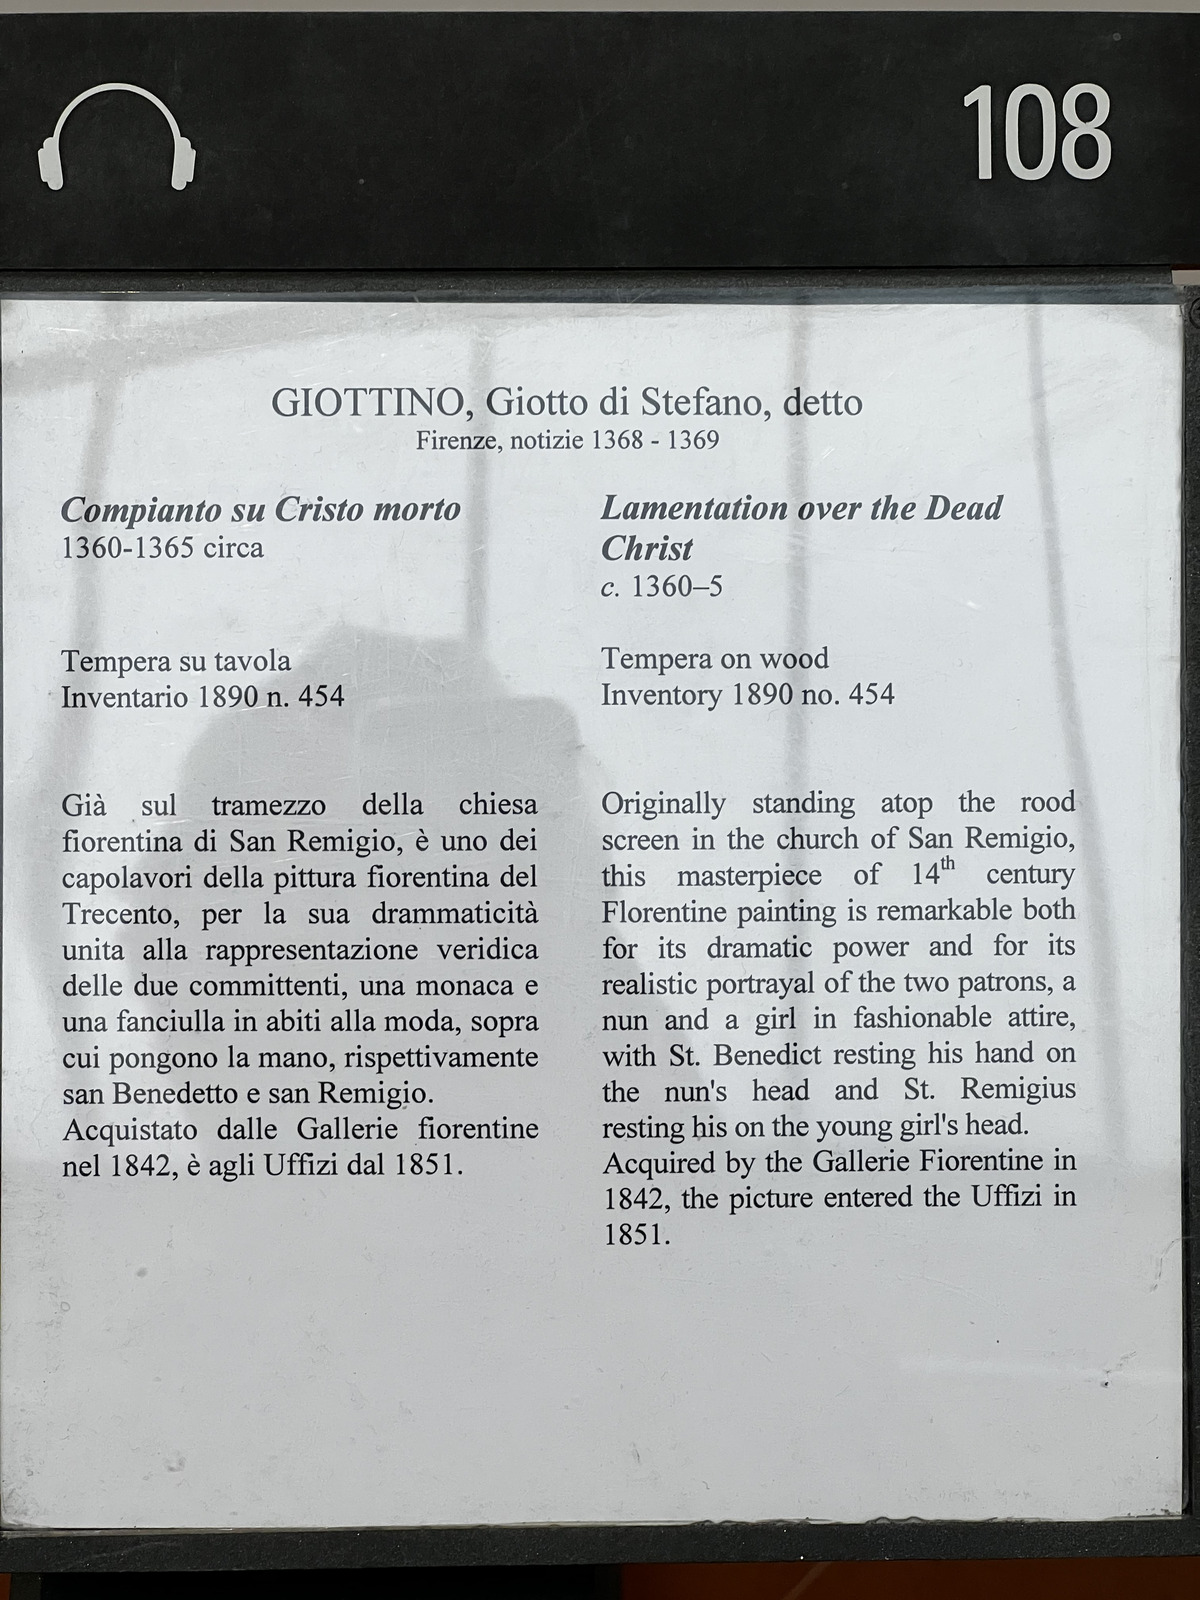 108
GIOTTINO, Giotto di Stefano, detto
Firenze, notizie 1368 - 1369
Compianto su Cristo morto
1360-1365 circa
Tempera su tavola
Inventario 1890 n. 454
Già sul tramezzo della chiesa
fiorentina di San Remigio, è uno dei
capolavori della pittura fiorentina del
Trecento, per la sua drammaticità
unita alla rappresentazione veridica
delle due committenti, una monaca e
una fanciulla in abiti alla moda, sopra
cui pongono la mano, rispettivamente
san Benedetto e san Remigio.
Acquistato dalle Gallerie fiorentine
nel 1842, è agli Uffizi dal 1851.
Lamentation over the Dead
Christ
c. 1360–5
Tempera on wood
Inventory 1890 no. 454
Originally standing atop the rood
screen in the church of San Remigio,
this masterpiece of 14th century
Florentine painting is remarkable both
for its dramatic power and for its
realistic portrayal of the two patrons, a
nun and a girl in fashionable attire,
with St. Benedict resting his hand on
the nun's head and St. Remigius
resting his on the young girl's head.
Acquired by the Gallerie Fiorentine in
1842, the picture entered the Uffizi in
1851.